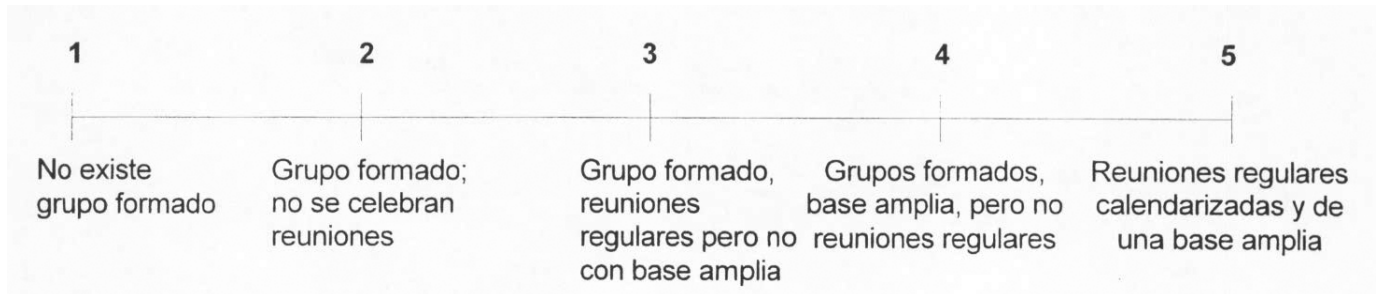 1 2 3 4 5
No existe
grupo formado
Grupo formado;
no se celebran
reuniones
Grupo formado,
reuniones
regulares pero no
con base amplia
Grupos formados,
base amplia, pero no
reuniones regulares
Reuniones regulares
calendarizadas y de
una base amplia